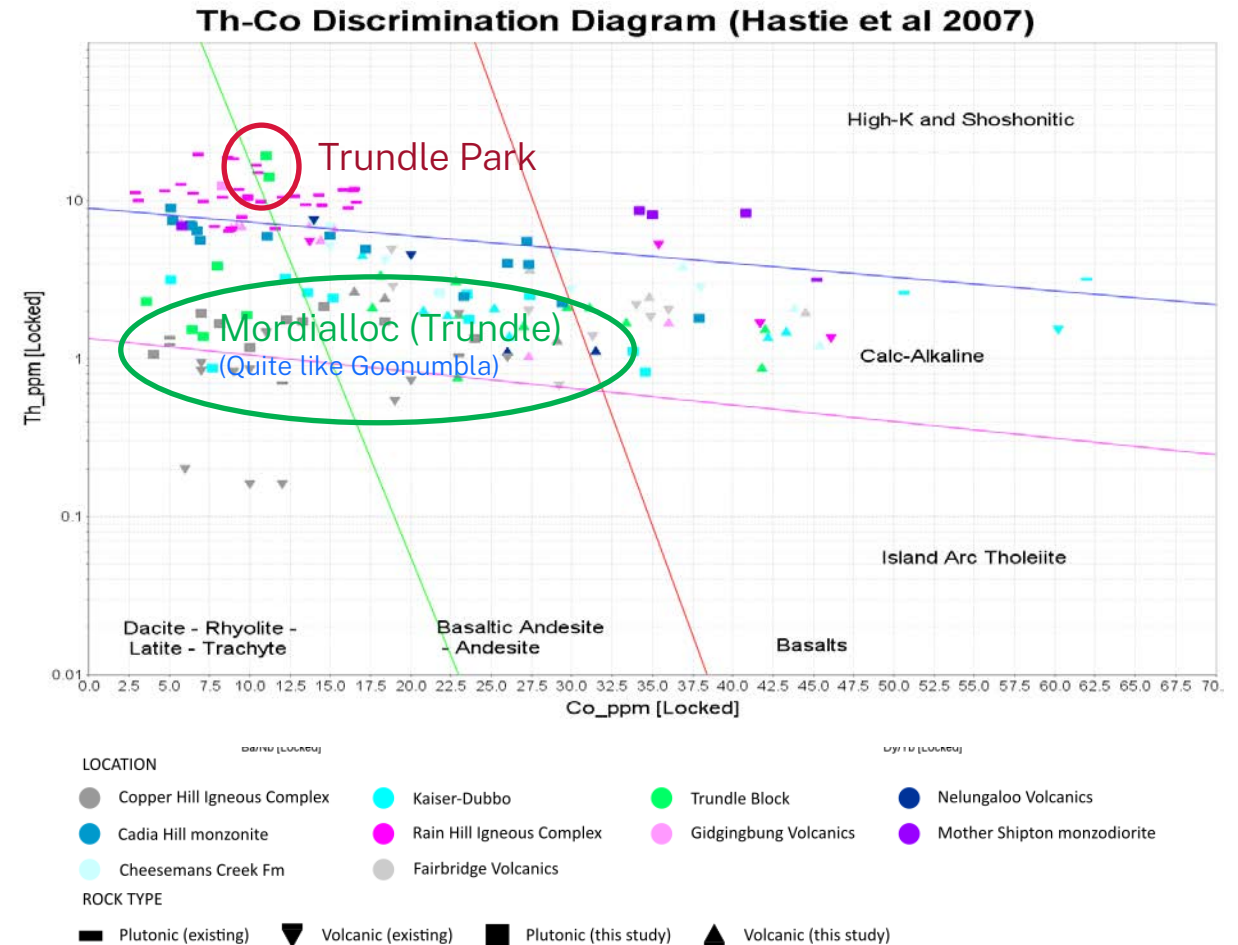 Th-Co Discrimination Diagram (Hastie et al 2007)
High-K and Shoshonitic
Trundle Park
10
Mordialloc (Trundle)
(Quite like Goonumbla)
Calc-Alkaline
1
Th_ppm [Locked]
0.1
Island Arc Tholeiite
Dacite - Rhyolite -
Latite - Trachyte
Basaltic Andesite
- Andesite
Basalts
0.01
0.0 2.5 5.0 7.5 10.0 12.5 15.0 17.5 20.0 22.5 25.0 27.5 30.0 32.5 35.0 37.5 40.0 42.5 45.0 47.5 50.0 52.5 55.0 57.5 60.0 62.5 65.0 67.5 70..
Co_ppm [Locked]
Ba/Nb [Locked] Dy/Yb [Locked]
LOCATION
Copper Hill Igneous Complex Kaiser-Dubbo Trundle Block Nelungaloo Volcanics
Cadia Hill monzonite Rain Hill Igneous Complex Gidgingbung Volcanics Mother Shipton monzodiorite
Cheesemans Creek Fm Fairbridge Volcanics
ROCK TYPE
Plutonic (existing) Volcanic (existing) Plutonic (this study) Volcanic (this study)